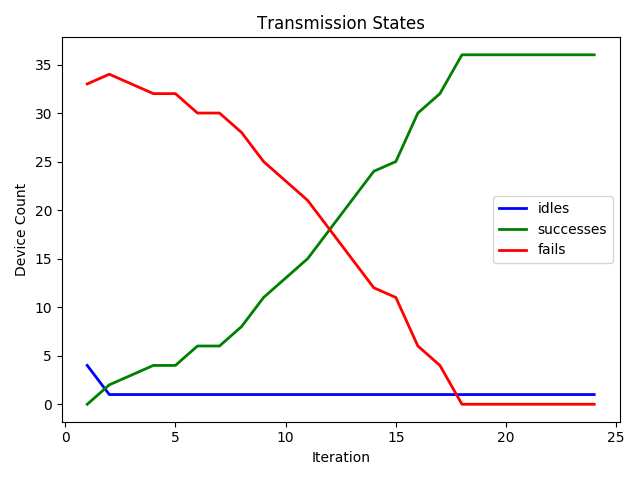 Transmission States
Device Count
35
30
25
20
15
10
5
0
idles
successes
fails
0 5 10 15 20 25
Iteration